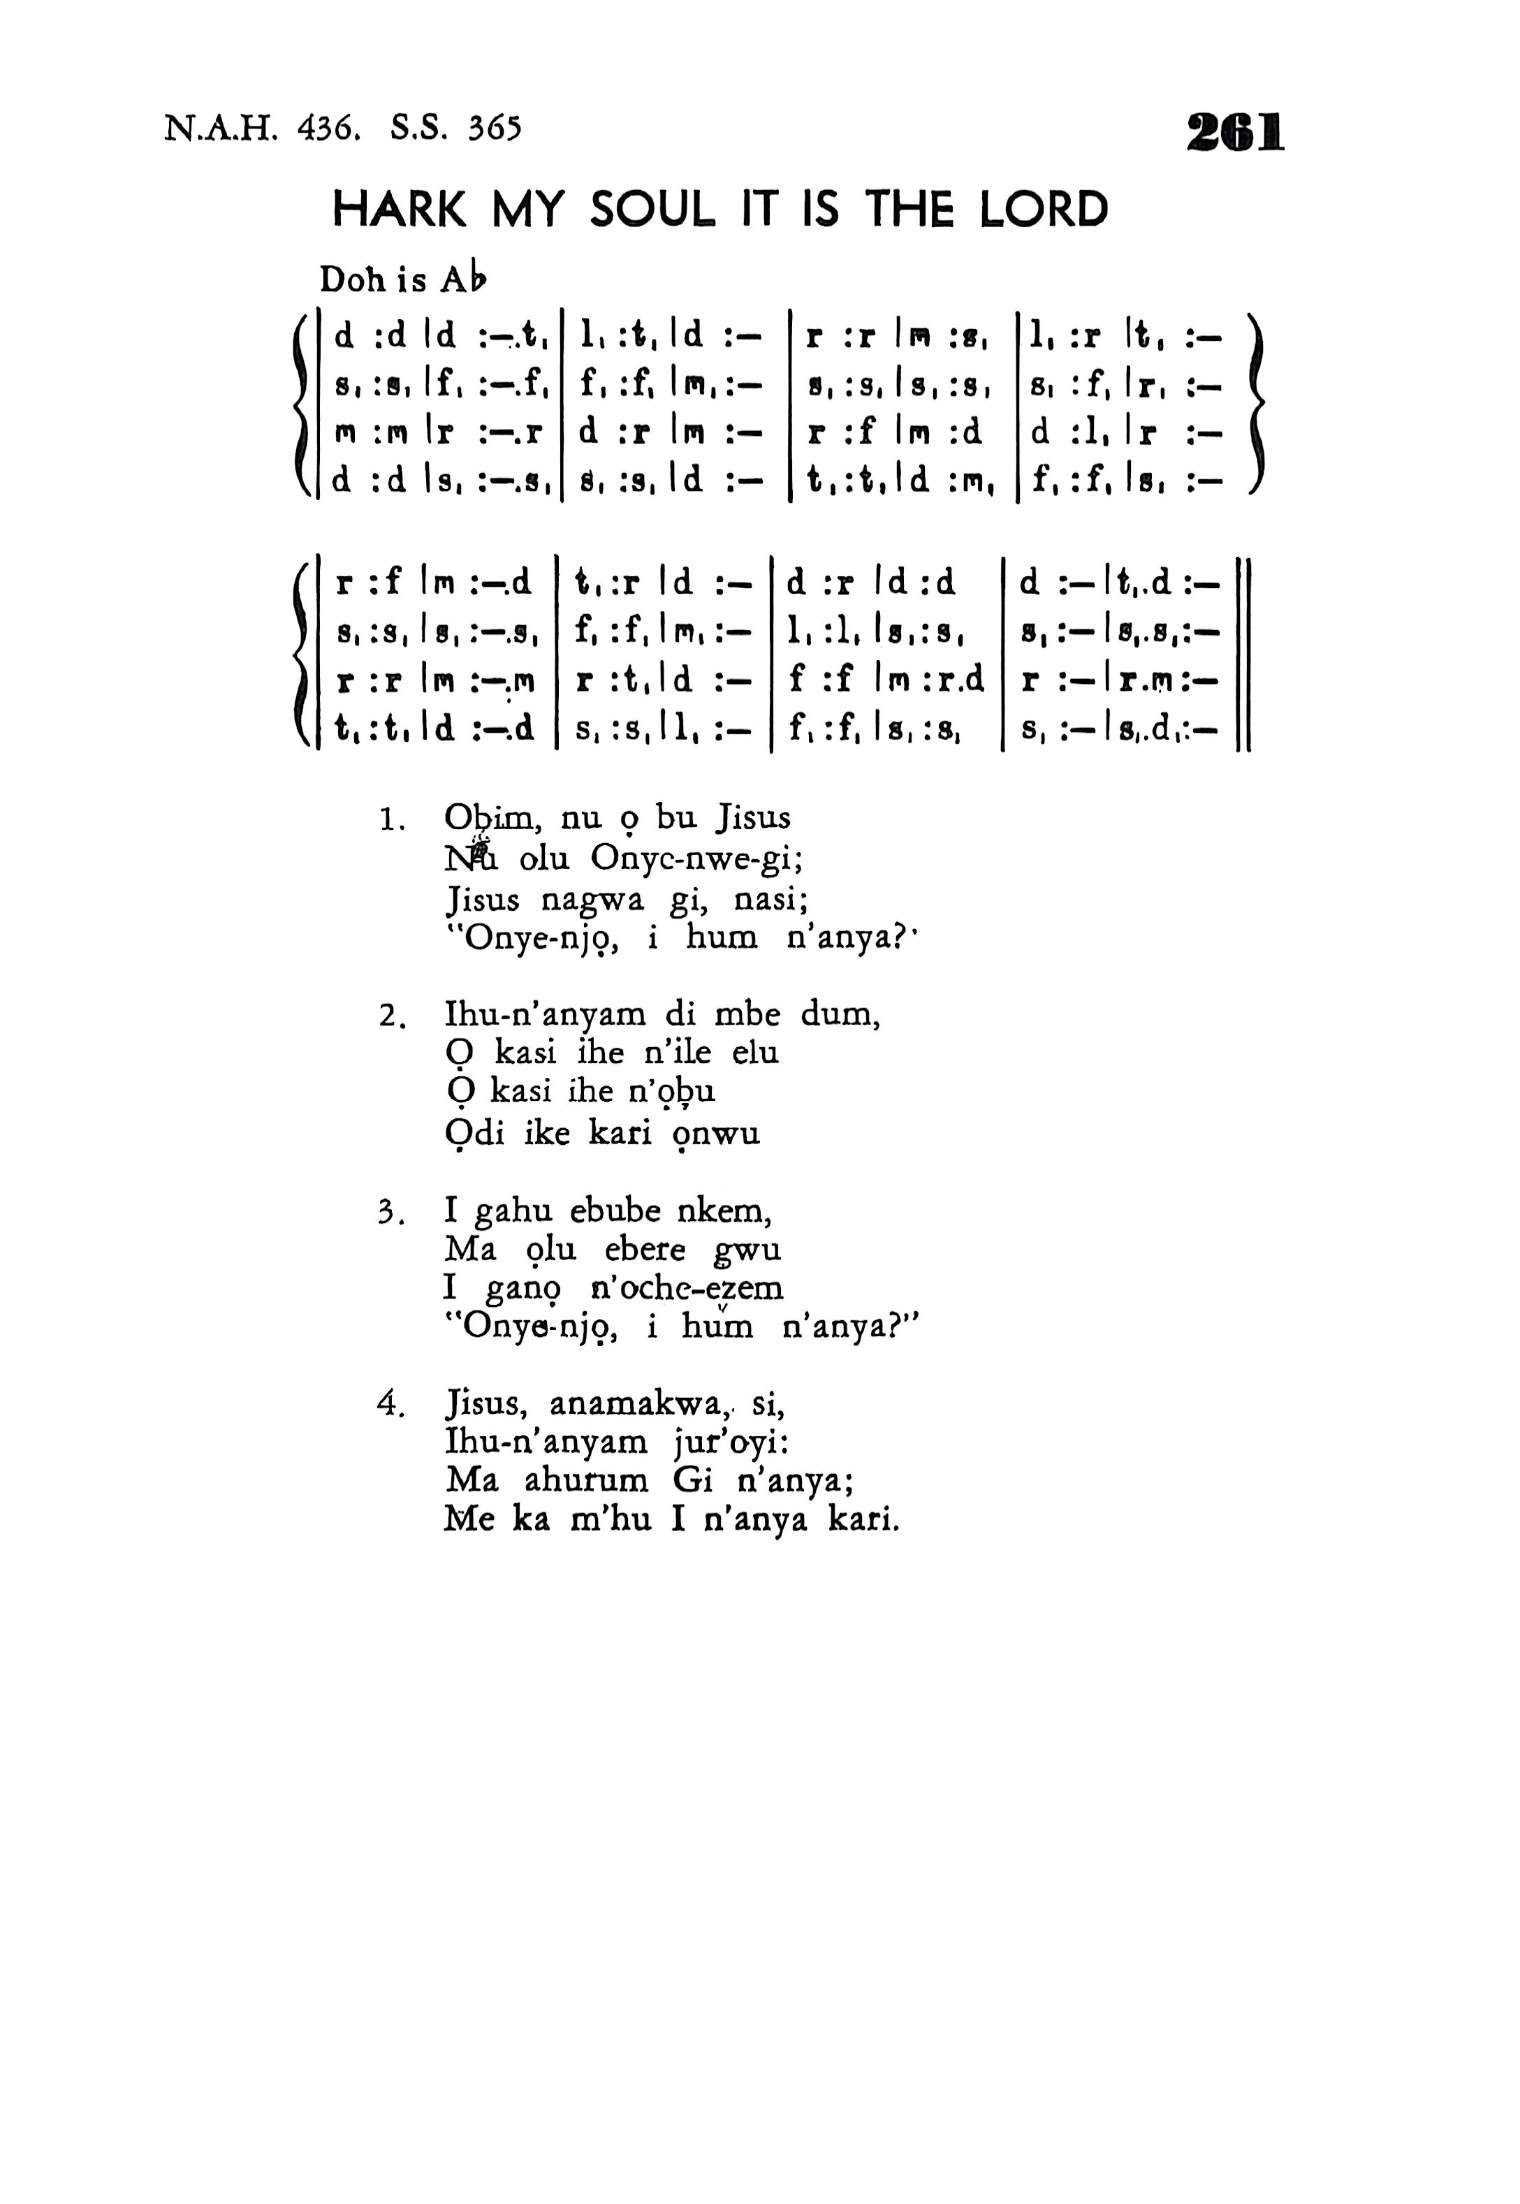 N.A.H. 436. S.S. 365 261
HARK MY SOUL IT IS THE LORD
Doh is A♭
| d :d |d :–.t, | l, :t, |d :– | r :r |m :s, | l, :r |t, :–
| s, :s, |f, :–.f, | f, :f, |m, :– | s, :s, |s, :s, | s, :f, |r, :–
| m :m |r :–.r | d :r |m :– | r :f |m :d | d :l, |r :–
| d :d |s, :–.s, | s, :s, |d :– | t, :t, |d :m, | f, :f, |s, :–
| r :f |m :–.d | t, :r |d :– | d :r |d :d | d :– |t,.d :– ||
| s, :s, |s, :–.s, | f, :f, |m, :– | l, :l, |s, :s, | s, :– |s,.s, :– ||
| r :r |m :–.m | r :t, |d :– | f :f |m :r.d | r :– |r.m :– ||
| t, :t, |d :–.d | s, :s, |l, :– | f, :f, |s, :s, | s, :– |s,.d, :– ||
1. Obim, nu ọ bu Jisus
olu Onye-nwe-gi;
Jisus nagwa gi, nasi;
"Onye-njọ, i hum n'anya?'
2. Ihu-n'anyam di mbe dum,
Ọ kasi ihe n'ile elu
Ọ kasi ihe n'ọbu
Ọdi ike kari ọnwu
3. I gahu ebube nkem,
Ma ọlu ebere gwu
I ganọ n'oche-ezem
"Onye-njọ, i hum n'anya?"
4. Jisus, anamakwa, si,
Ihu-n'anyam jur'oyi:
Ma ahurum Gi n'anya;
Me ka m'hu I n'anya kari.